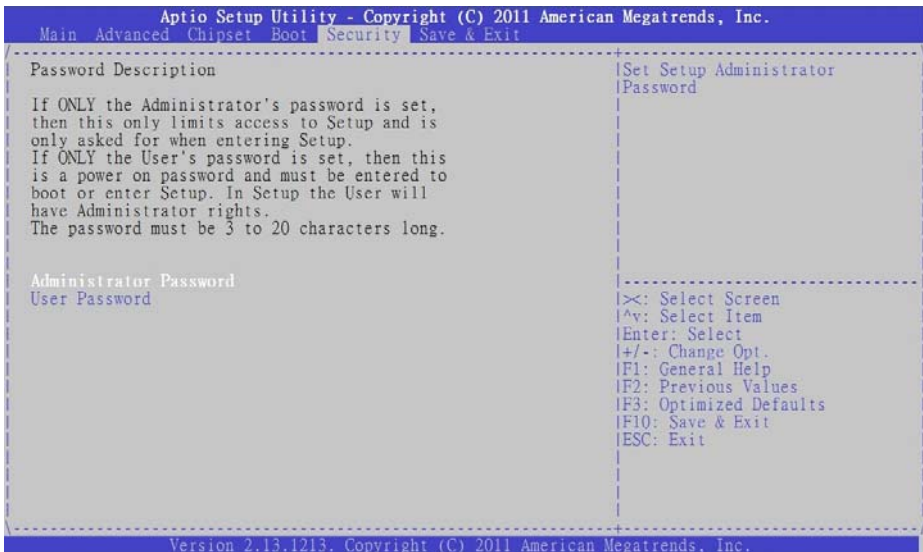 Aptio Setup Utility - Copyright (C) 2011 American Megatrends, Inc.
Main Advanced Chipset Boot Security Save & Exit
Password Description
If ONLY the Administrator's password is set,
then this only limits access to Setup and is
only asked for when entering Setup.
If ONLY the User's password is set, then this
is a power on password and must be entered to
boot or enter Setup. In Setup the User will
have Administrator rights.
The password must be 3 to 20 characters long.
Administrator Password
User Password
Set Setup Administrator
Password
><: Select Screen
^v: Select Item
Enter: Select
+/-: Change Opt.
F1: General Help
F2: Previous Values
F3: Optimized Defaults
F10: Save & Exit
ESC: Exit
Version 2.13.1213. Copyright (C) 2011 American Megatrends, Inc.